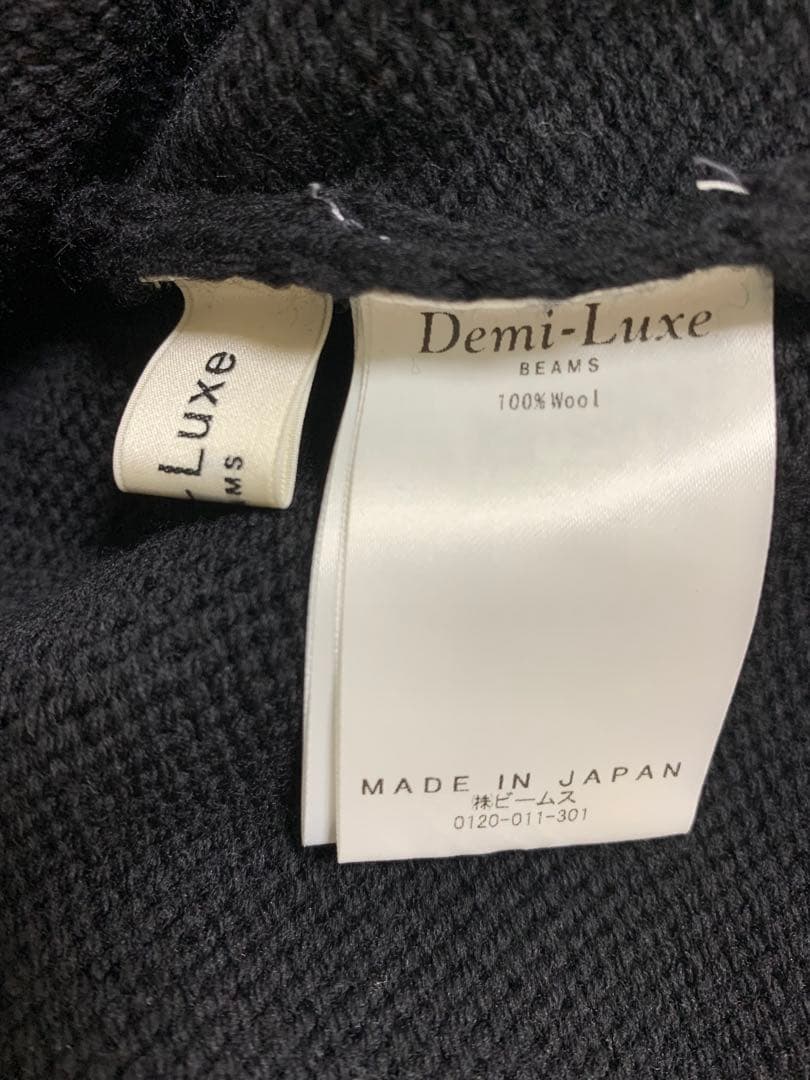 Luxe
MS
Demi-Luxe
BEAMS
100%Wool
MADE IN JAPAN
㈱ビームス
0120-011-301